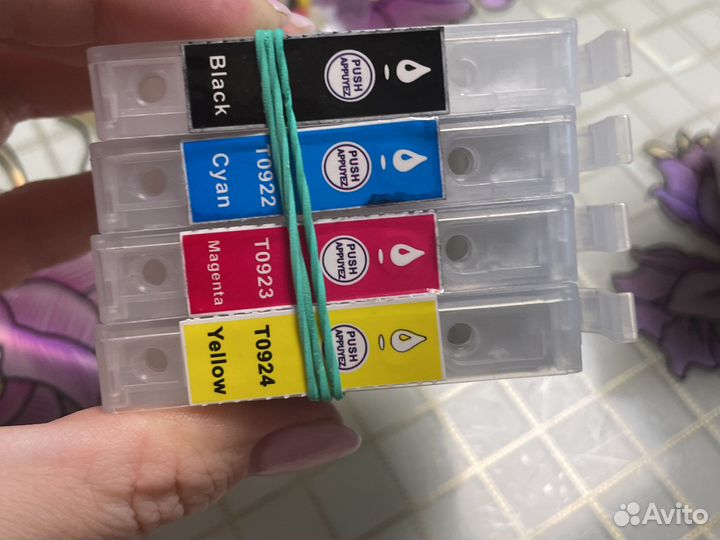 Black
PUSH
APPUYEZ
Cyan
T0922
PUSH
APPUYEZ
Magenta
T0923
PUSH
APPUYEZ
Yellow
T0924
PUSH
APPUYEZ
Avito